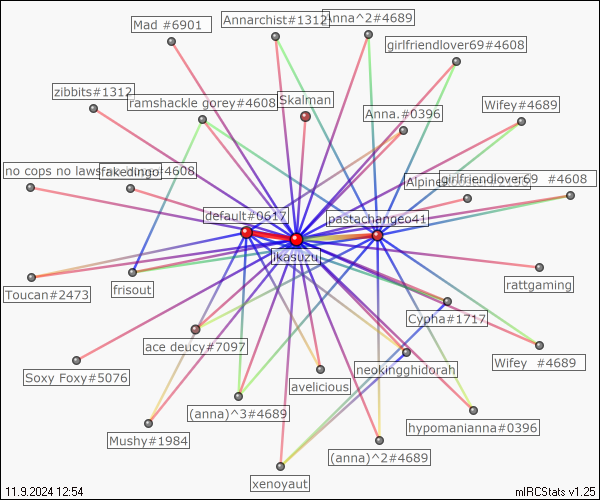 Mad #6901
Annarchist#1312
Anna^2#4689
girlfriendlover69#4608
zibbits#1312
ramshackle gorey#4608
Skalman
Anna.#0396
Wifey#4689
no cops no laws
fakedingo
#4608
Alpine
girlfriendlover69 #4608
default#0617
pastachangeo41
jkasuzu
Toucan#2473
frisout
rattgaming
Cypha#1717
ace deucy#7097
Soxy Foxy#5076
neokingghidorah
Wifey #4689
avelicious
(anna)^3#4689
hypomanianna#0396
Mushy#1984
(anna)^2#4689
xenoyaut
11.9.2024 12:54
mIRCStats v1.25